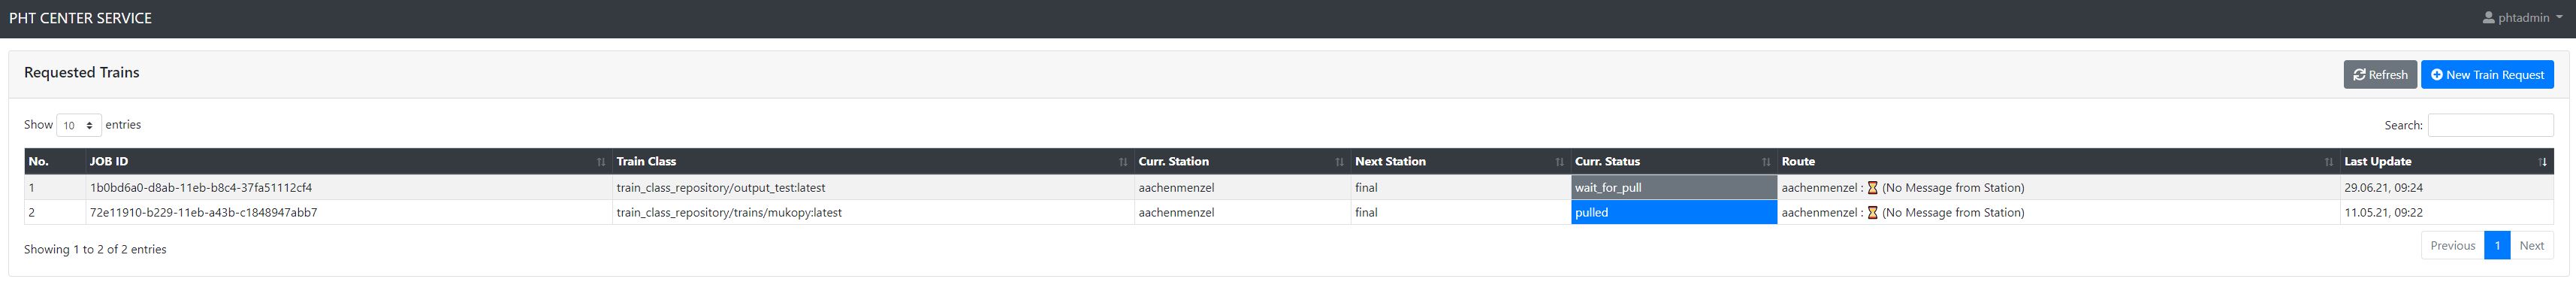 PHT CENTER SERVICE
phtadmin
Requested Trains
Refresh
New Train Request
Show 10 entries
Search:
No. JOB ID Train Class Curr. Station Next Station Curr. Status Route Last Update
1 1b0bd6a0-d8ab-11eb-b8c4-37fa51112cf4 train_class_repository/output_test:latest aachenmenzel final wait_for_pull aachenmenzel : ⌛ (No Message from Station) 29.06.21, 09:24
2 72e11910-b229-11eb-a43b-c1848947abb7 train_class_repository/trains/mukopy:latest aachenmenzel final pulled aachenmenzel : ⌛ (No Message from Station) 11.05.21, 09:22
Showing 1 to 2 of 2 entries
Previous 1 Next